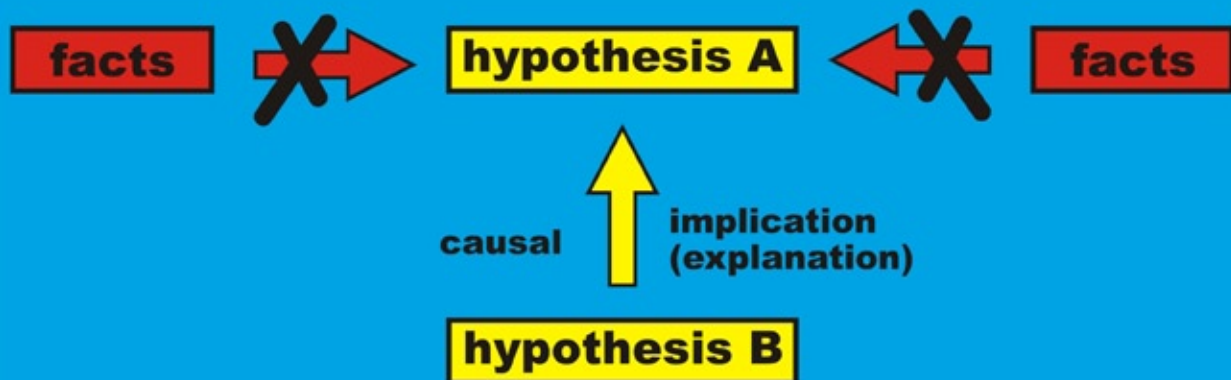 facts
hypothesis A
facts
causal
implication
(explanation)
hypothesis B